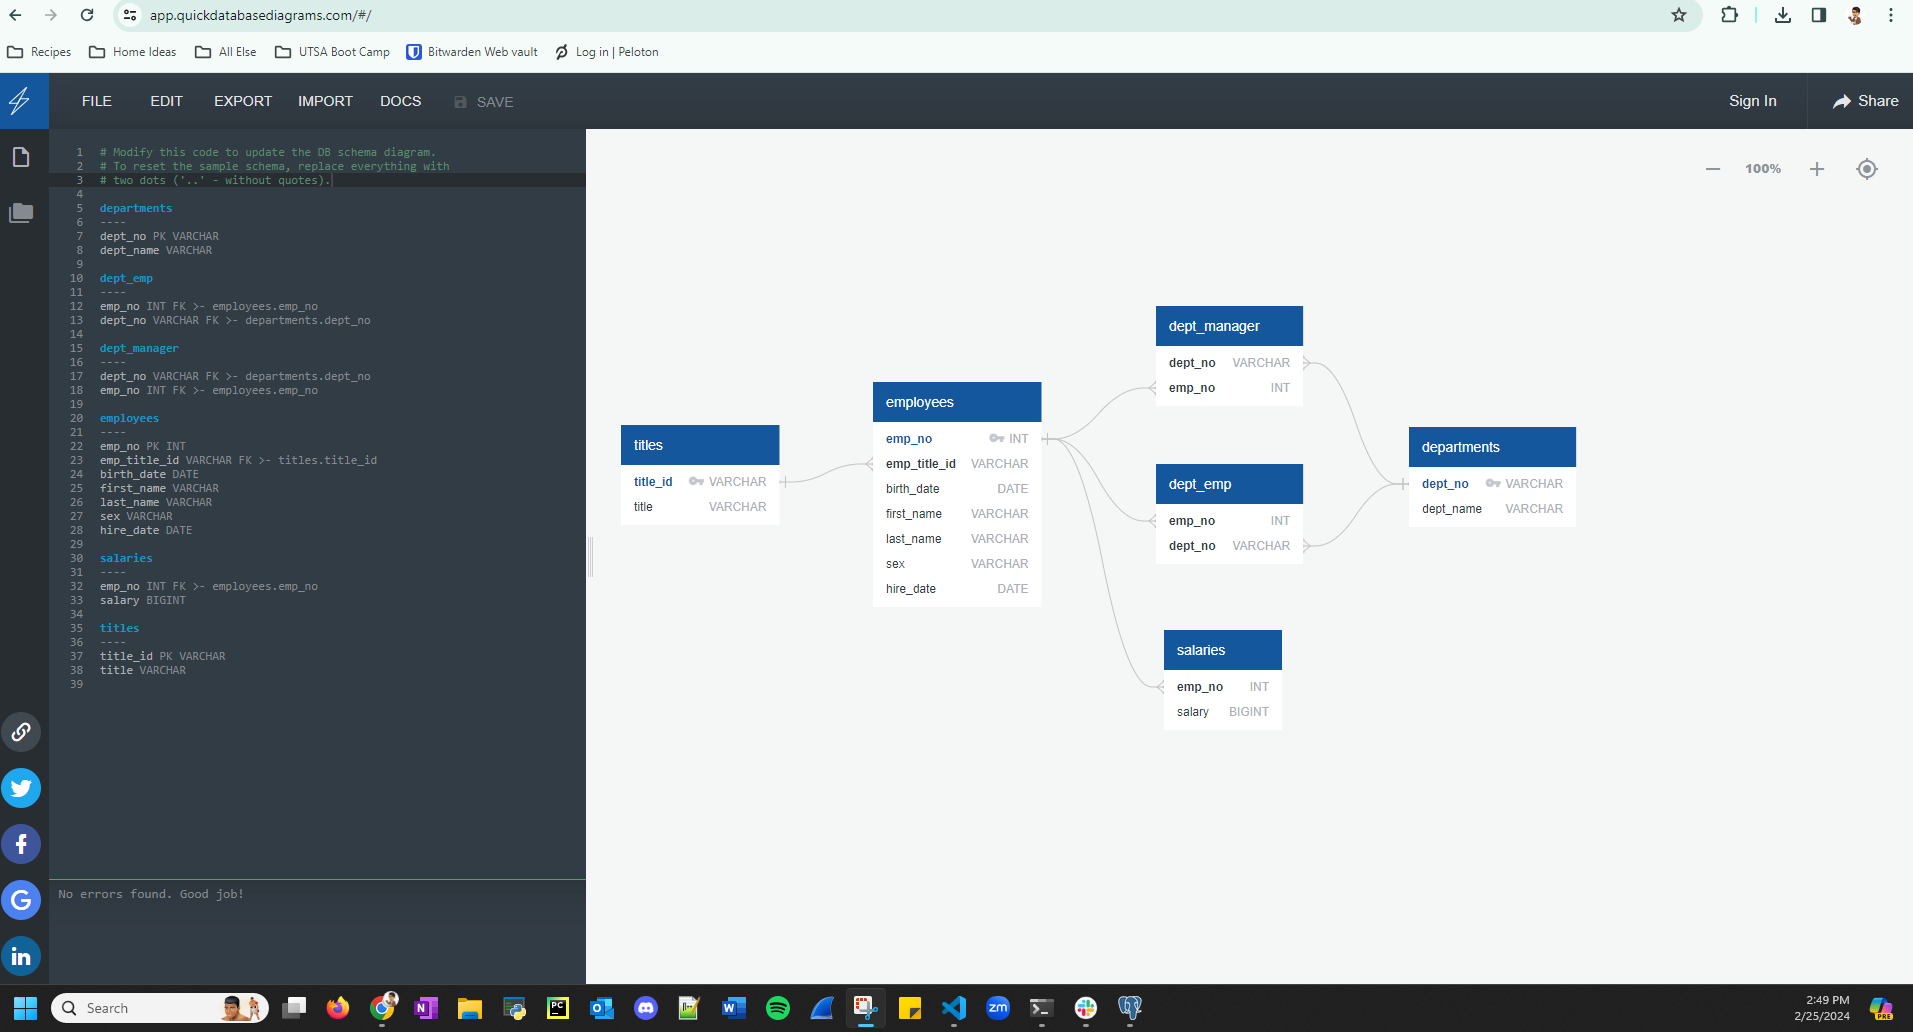 app.quickdatabasediagrams.com/#/
Recipes Home Ideas All Else UTSA Boot Camp Bitwarden Web vault Log in | Peloton
FILE EDIT EXPORT IMPORT DOCS SAVE Sign In Share
1 # Modify this code to update the DB schema diagram.
2 # To reset the sample schema, replace everything with
3 # two dots ('..' - without quotes).
4
5 departments
6 ----
7 dept_no PK VARCHAR
8 dept_name VARCHAR
9
10 dept_emp
11 ----
12 emp_no INT FK >- employees.emp_no
13 dept_no VARCHAR FK >- departments.dept_no
14
15 dept_manager
16 ----
17 dept_no VARCHAR FK >- departments.dept_no
18 emp_no INT FK >- employees.emp_no
19
20 employees
21 ----
22 emp_no PK INT
23 emp_title_id VARCHAR FK >- titles.title_id
24 birth_date DATE
25 first_name VARCHAR
26 last_name VARCHAR
27 sex VARCHAR
28 hire_date DATE
29
30 salaries
31 ----
32 emp_no INT FK >- employees.emp_no
33 salary BIGINT
34
35 titles
36 ----
37 title_id PK VARCHAR
38 title VARCHAR
39
No errors found. Good job!
100%
titles
title_id VARCHAR
title VARCHAR
employees
emp_no INT
emp_title_id VARCHAR
birth_date DATE
first_name VARCHAR
last_name VARCHAR
sex VARCHAR
hire_date DATE
dept_manager
dept_no VARCHAR
emp_no INT
dept_emp
emp_no INT
dept_no VARCHAR
salaries
emp_no INT
salary BIGINT
departments
dept_no VARCHAR
dept_name VARCHAR
f
G
in
Search
N
PC
O
W
zm
2:49 PM
2/25/2024
PRE